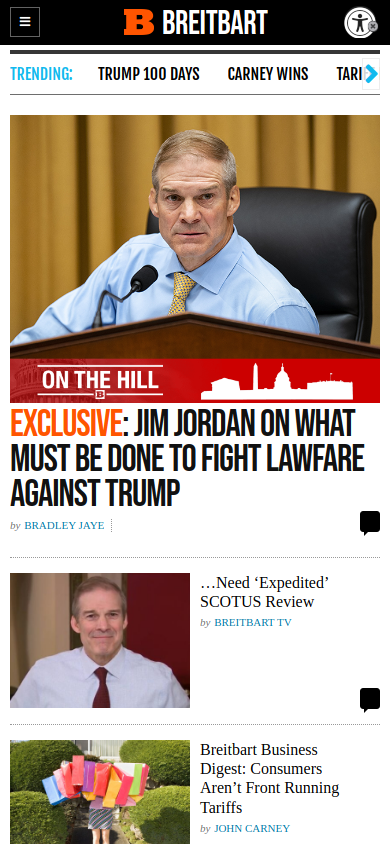 BREITBART
TRENDING:
TRUMP 100 DAYS
CARNEY WINS
ON THE HILL
EXCLUSIVE: JIM JORDAN ON WHAT
MUST BE DONE TO FIGHT LAWFARE
AGAINST TRUMP
by BRADLEY JAYE
…Need ‘Expedited’
SCOTUS Review
by BREITBART TV
Breitbart Business
Digest: Consumers
Aren’t Front Running
Tariffs
by JOHN CARNEY